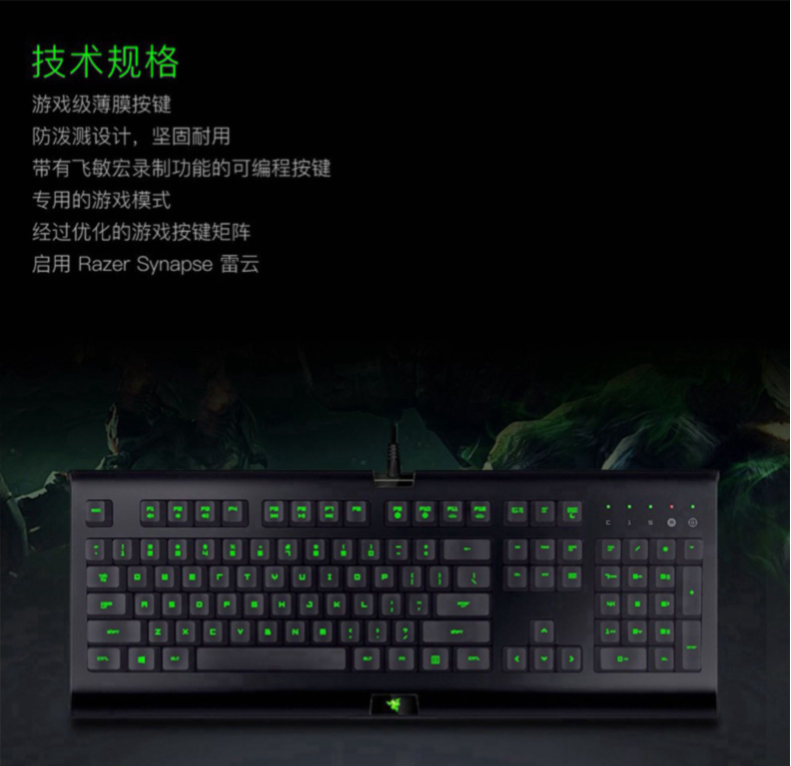 技术规格
游戏级薄膜按键
防泼溅设计，坚固耐用
带有飞敏宏录制功能的可编程按键
专用的游戏模式
经过优化的游戏按键矩阵
启用 Razer Synapse 雷云